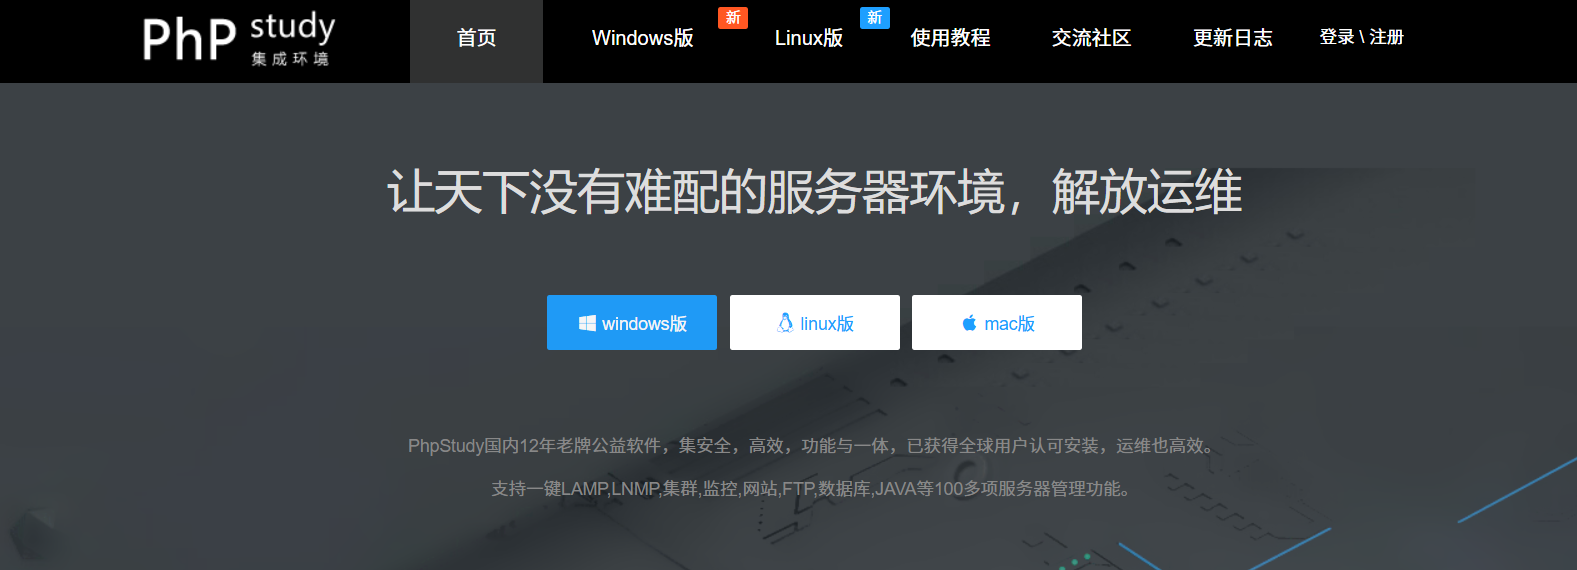 PhP study
集成环境
首页 Windows版 新 Linux版 新 使用教程 交流社区 更新日志 登录 \ 注册
让天下没有难配的服务器环境，解放运维
windows版 linux版 mac版
PhpStudy国内12年老牌公益软件，集安全，高效，功能与一体，已获得全球用户认可安装，运维也高效。
支持一键LAMP,LNMP,集群,监控,网站,FTP,数据库,JAVA等100多项服务器管理功能。